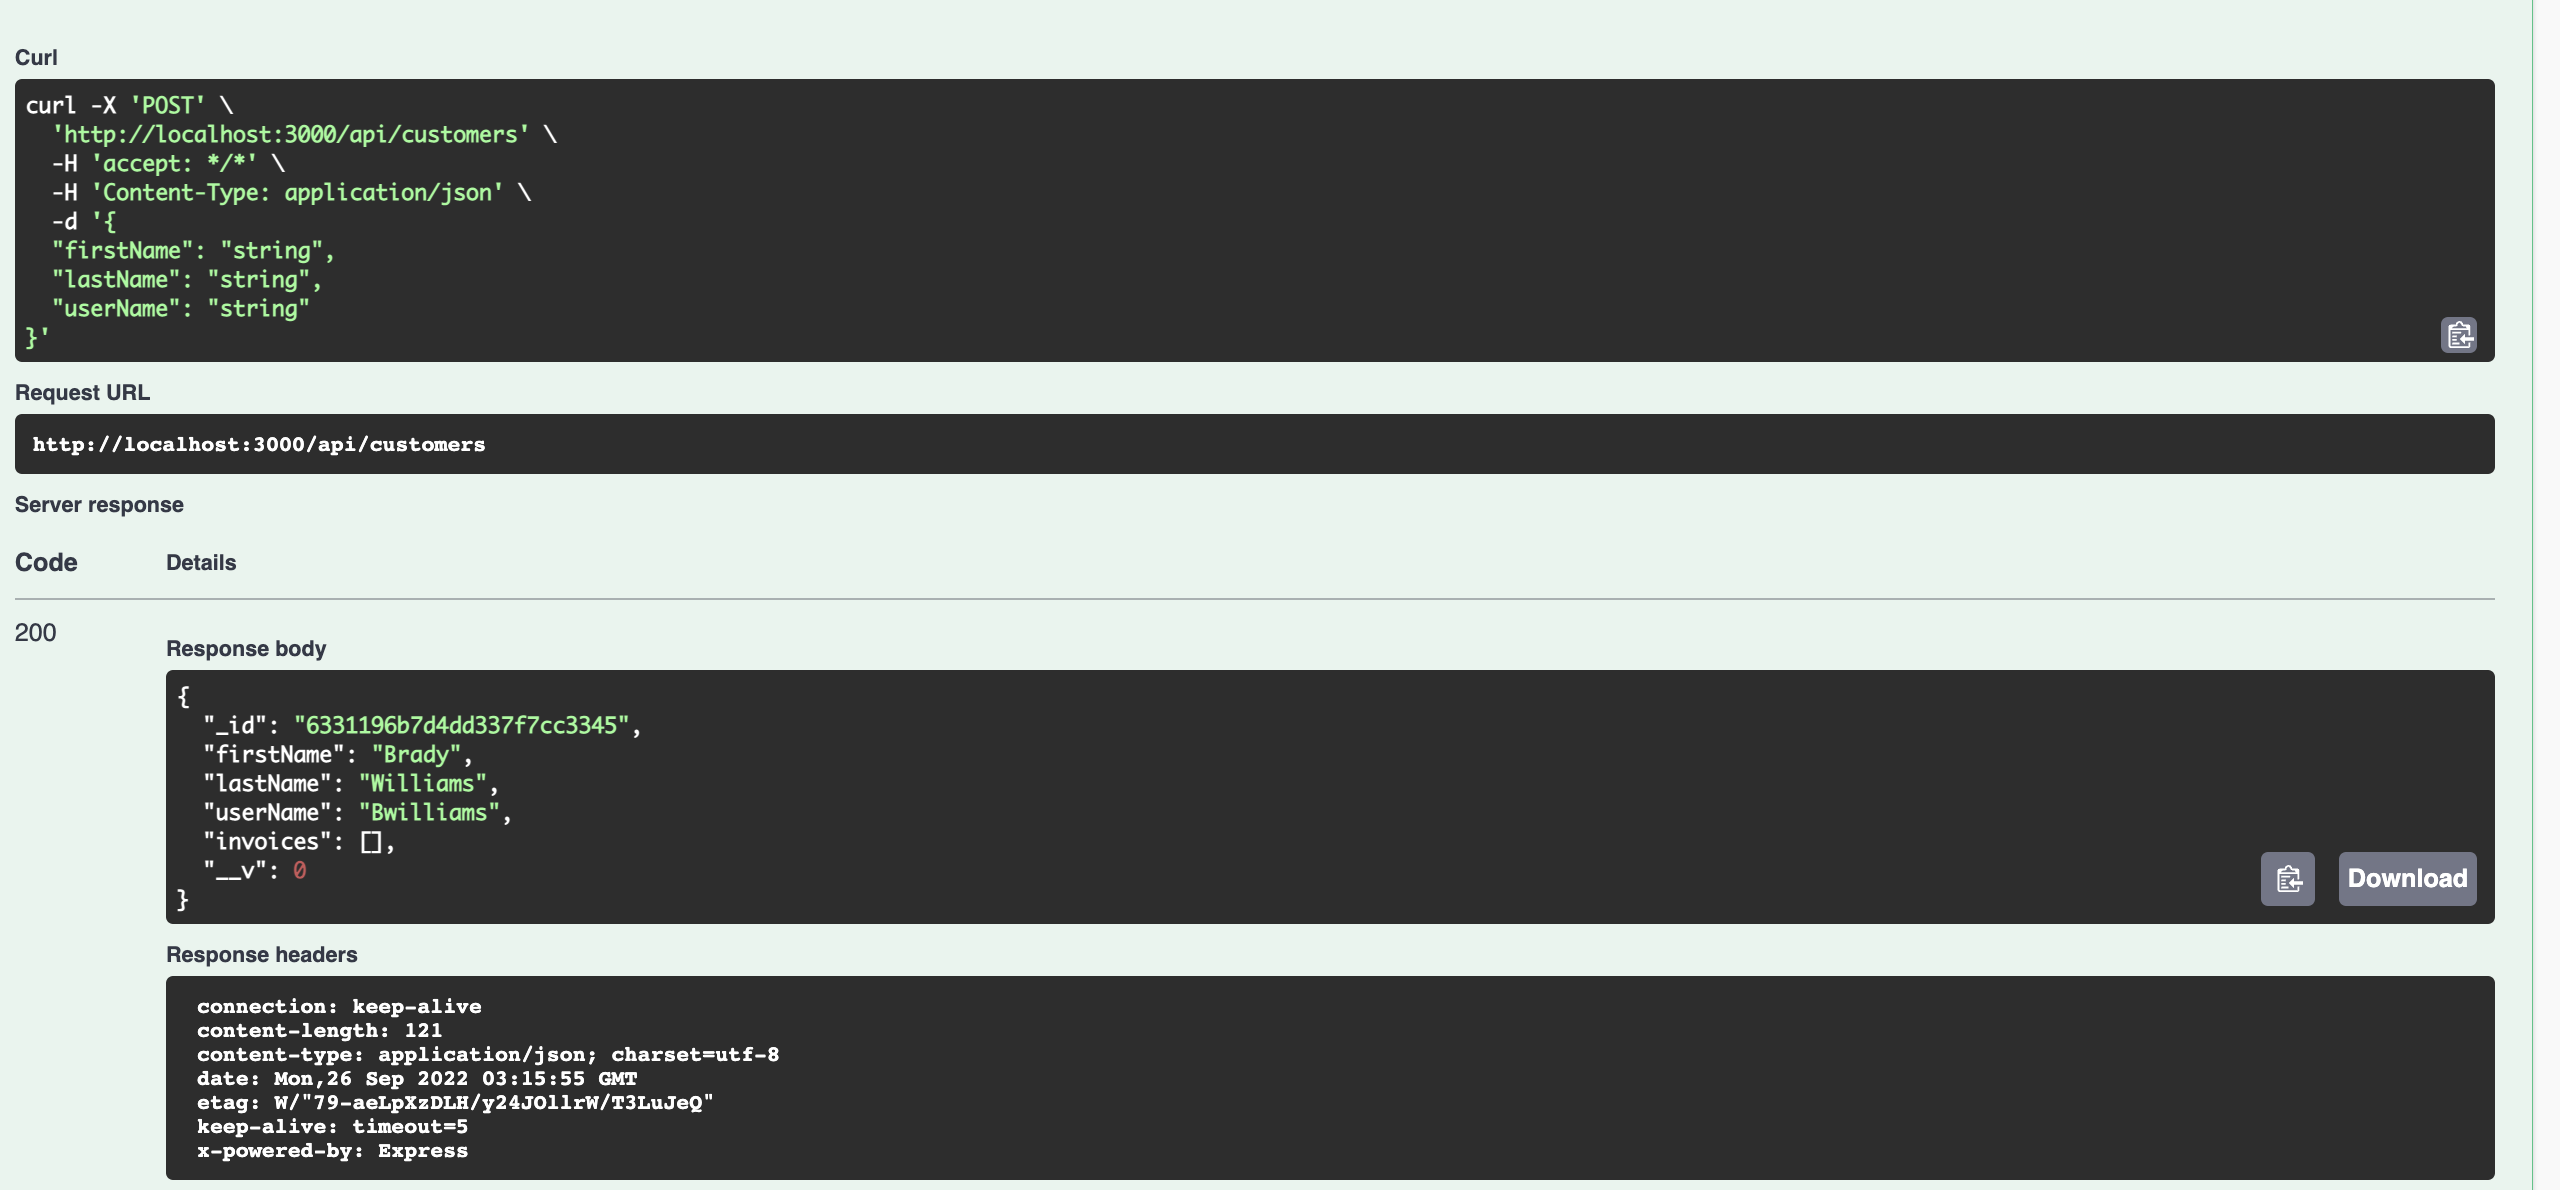 Curl
curl -X 'POST' \
  'http://localhost:3000/api/customers' \
  -H 'accept: */*' \
  -H 'Content-Type: application/json' \
  -d '{
  "firstName": "string",
  "lastName": "string",
  "userName": "string"
}'
Request URL
http://localhost:3000/api/customers
Server response
Code Details
200
Response body
{
  "_id": "6331196b7d4dd337f7cc3345",
  "firstName": "Brady",
  "lastName": "Williams",
  "userName": "Bwilliams",
  "invoices": [],
  "__v": 0
}
Download
Response headers
connection: keep-alive
content-length: 121
content-type: application/json; charset=utf-8
date: Mon,26 Sep 2022 03:15:55 GMT
etag: W/"79-aeLpXzDLH/y24JOllrW/T3LuJeQ"
keep-alive: timeout=5
x-powered-by: Express